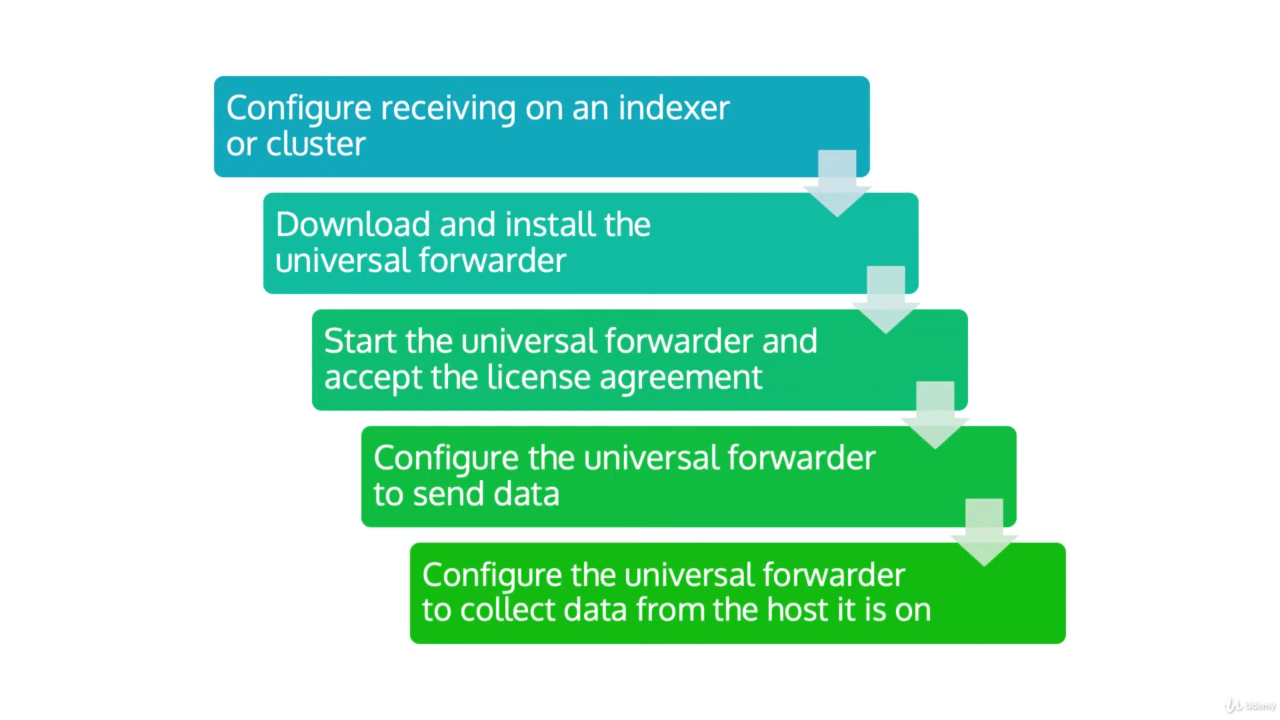 Configure receiving on an indexer
or cluster
Download and install the
universal forwarder
Start the universal forwarder and
accept the license agreement
Configure the universal forwarder
to send data
Configure the universal forwarder
to collect data from the host it is on
Udemy